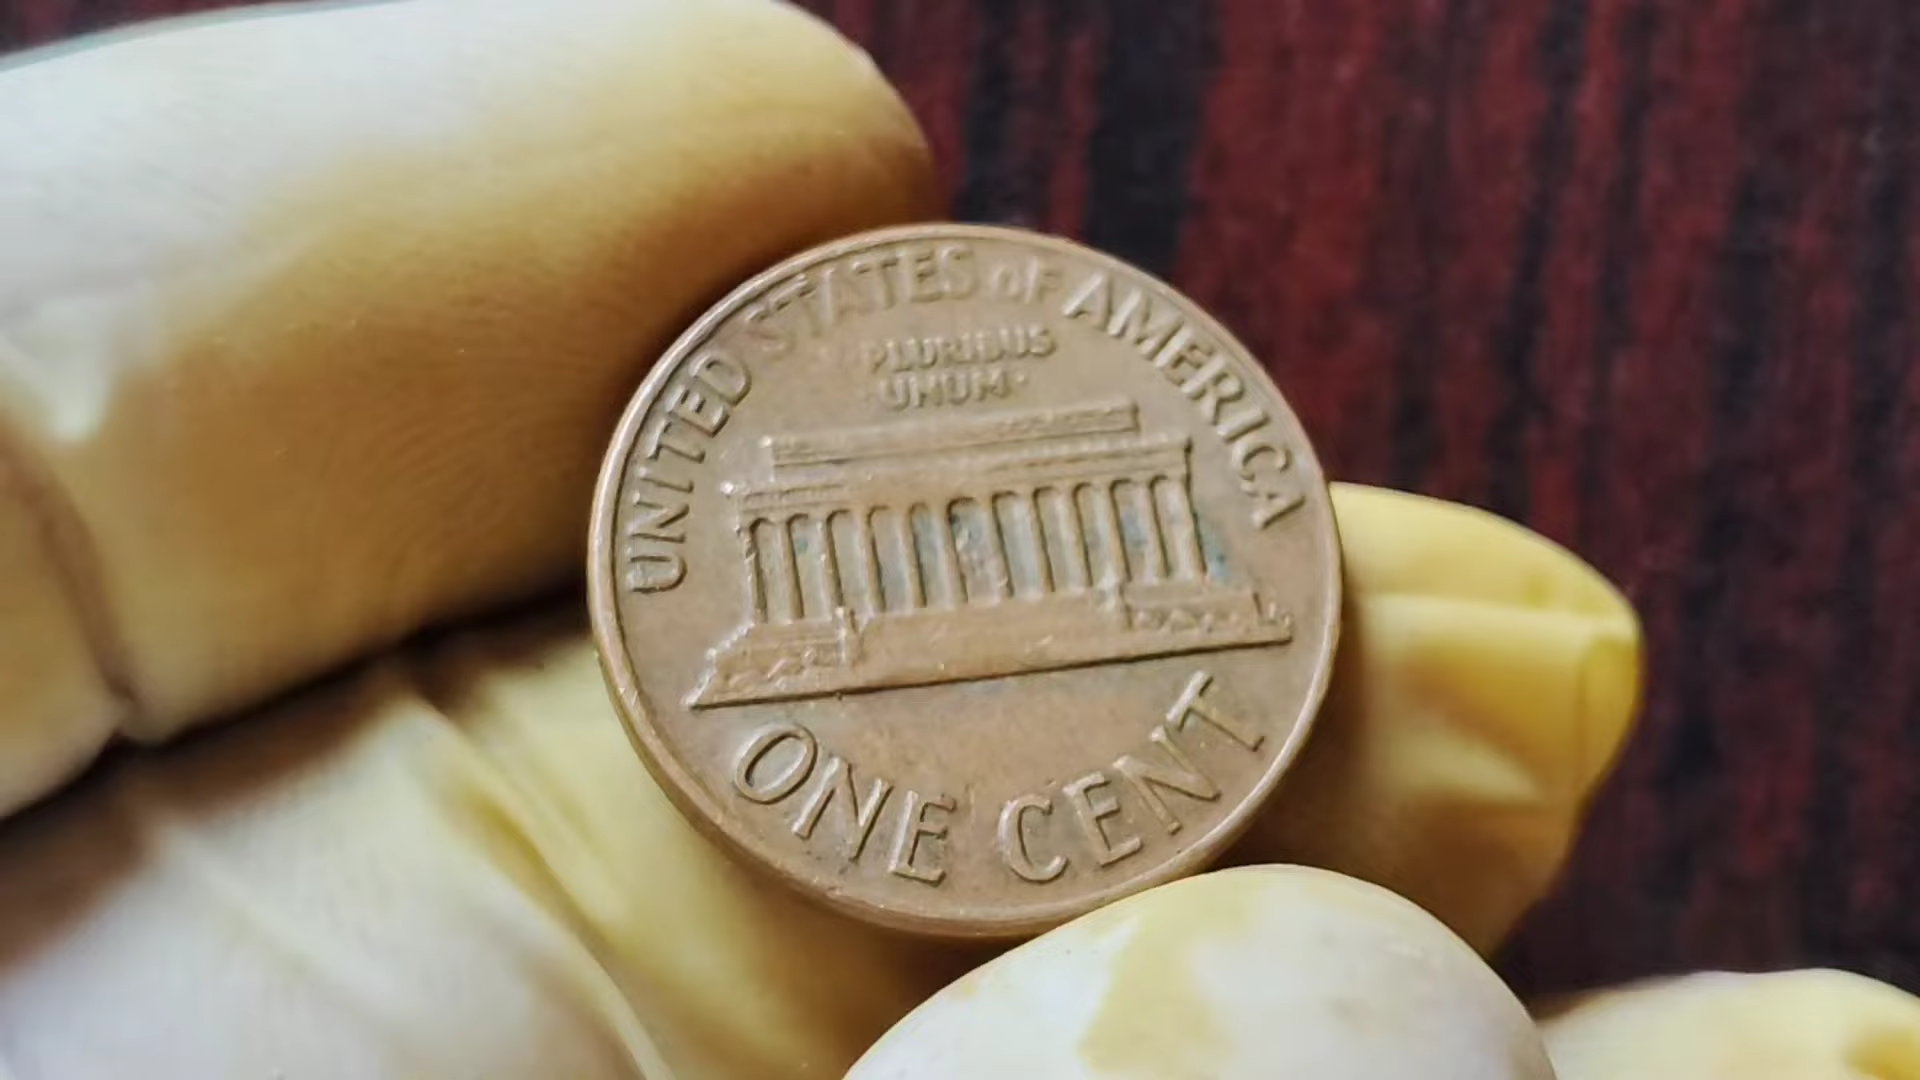 UNITED STATES OF AMERICA
PLURIBUS
UNUM·
ONE CENT